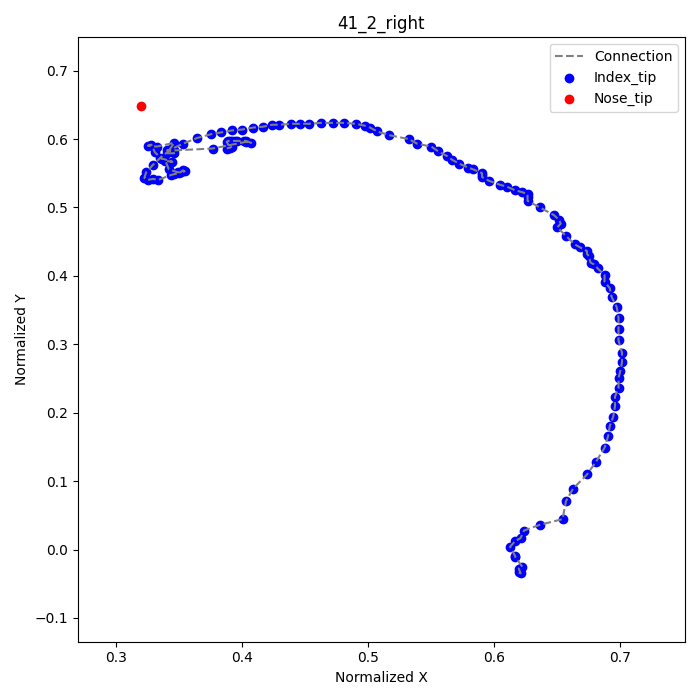 41_2_right
Connection
Index_tip
Nose_tip
Normalized Y
0.7
0.6
0.5
0.4
0.3
0.2
0.1
0.0
−0.1
0.3 0.4 0.5 0.6 0.7
Normalized X